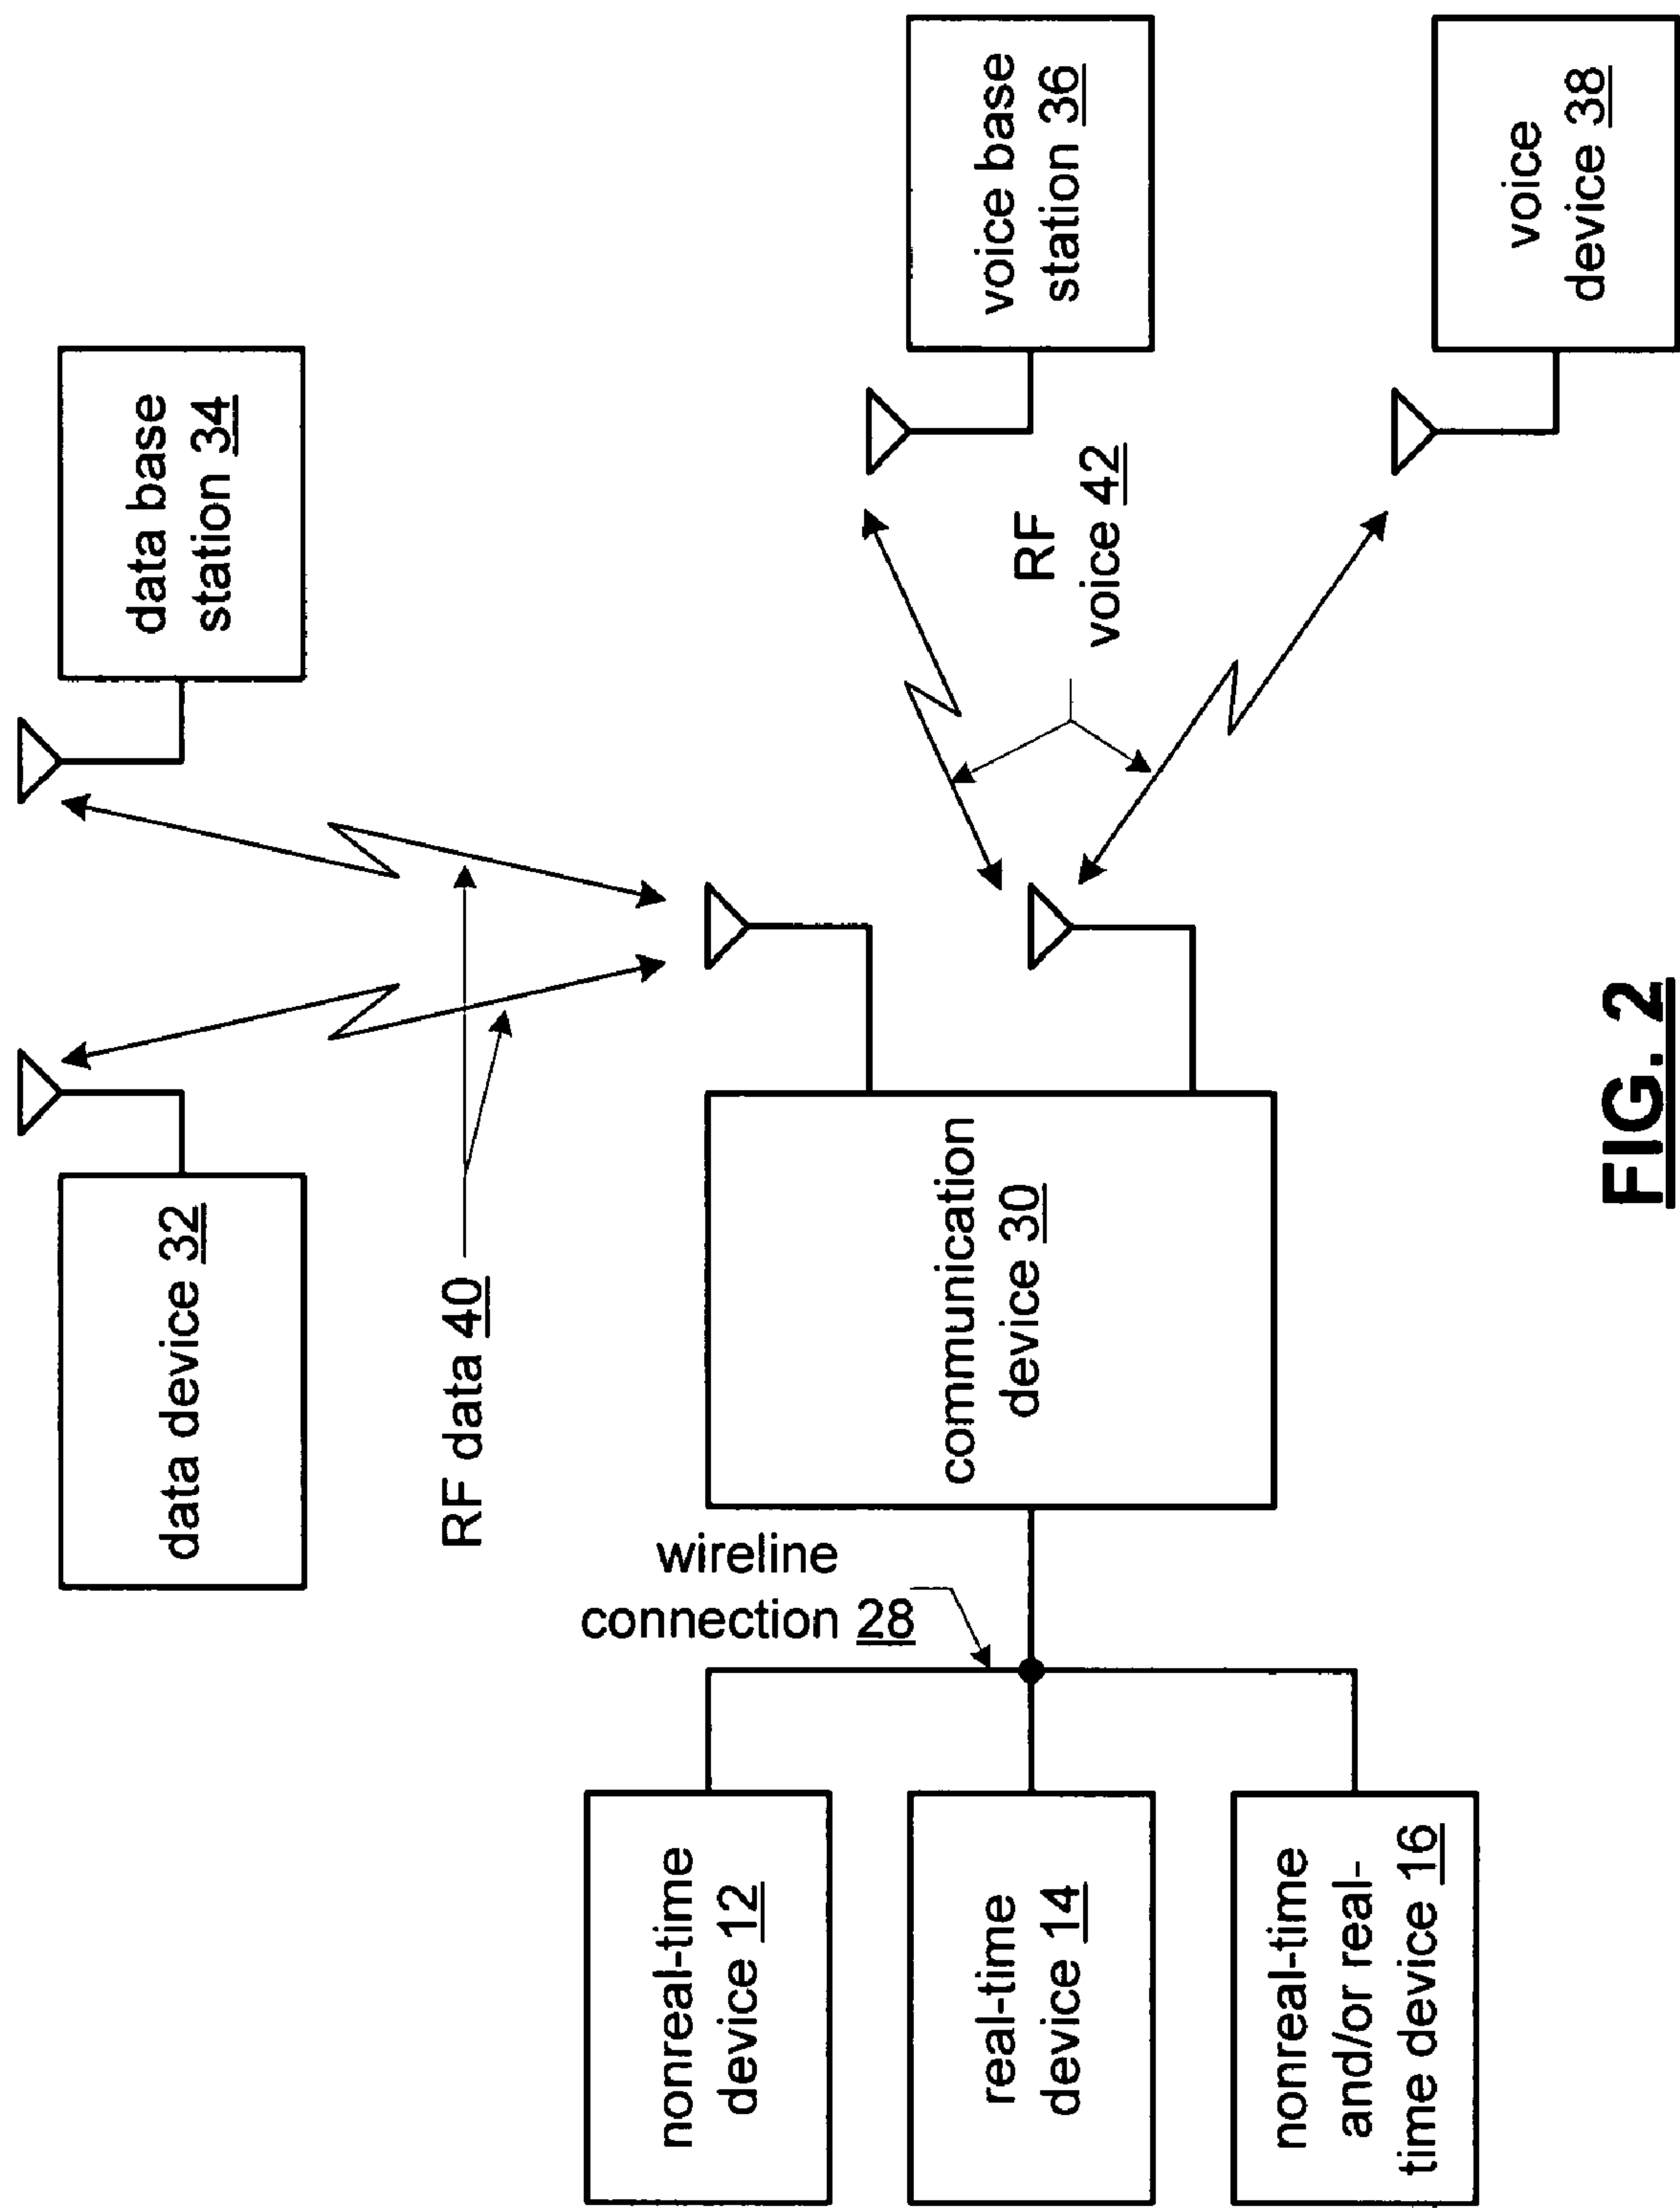 data device 32
data base
station 34
RF data 40
wireline
connection 28
nonreal-time
device 12
real-time
device 14
nonreal-time
and/or real-
time device 16
communication
device 30
RF
voice 42
voice base
station 36
voice
device 38
FIG. 2